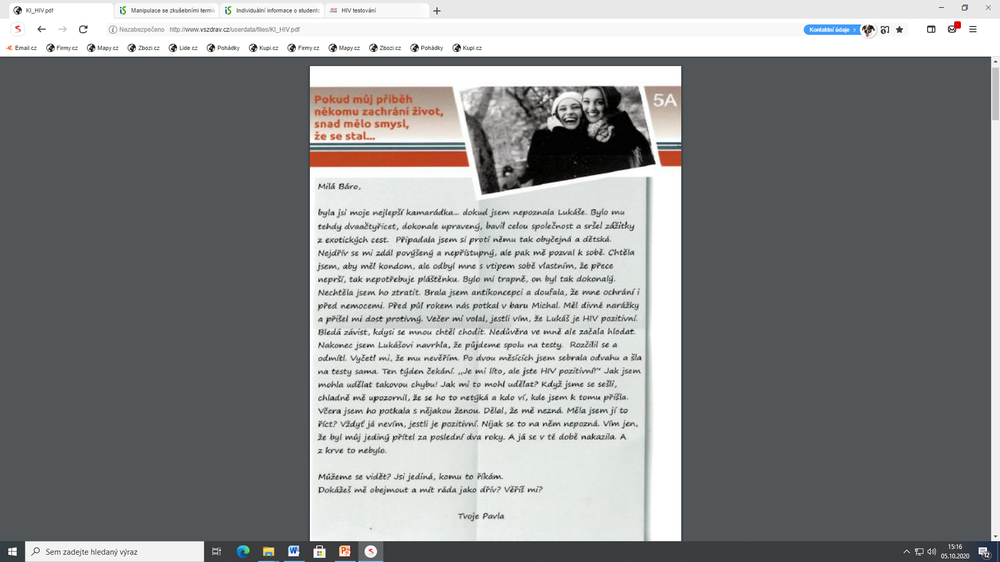 KI_HIV.pdf
Manipulace se zkušebními termín
Individuální informace o studento
HIV testování
Nezabezpečeno http://www.vszdrav.cz/userdata/files/KI_HIV.pdf
Kontaktní údaje
Email.cz Firmy.cz Mapy.cz Zbozi.cz Lide.cz Pohádky Kupi.cz Firmy.cz Mapy.cz Zbozi.cz Pohádky Kupi.cz
Pokud můj příběh
někomu zachrání život,
snad mělo smysl,
že se stal...
5A
Milá Báro,
byla jsi moje nejlepší kamarádka... dokud jsem nepoznala Lukáše. Bylo mu
tehdy dvaačtyřicet, dokonale upravený, bavil celou společnost a sršel zážitky
z exotických cest. Připadala jsem si proti němu tak obyčejná a dětská.
Nejdřív se mi zdál povýšený a nepřístupný, ale pak mě pozval k sobě. Chtěla
jsem, aby měl kondom, ale odbyl mne s vtipem sobě vlastním, že přece
neprší, tak nepotřebuje pláštěnku. Bylo mi trapně, on byl tak dokonalý.
Nechtěla jsem ho ztratit. Brala jsem antikoncepci a doufala, že mne ochrání i
před nemocemi. Před půl rokem nás potkal v baru Michal. Měl divné narážky
a přišel mi dost protivný. Večer mi volal, jestli vím, že Lukáš je HIV pozitivní.
Bledá závist, kdysi se mnou chtěl chodit. Nedůvěra ve mně ale začala hlodat.
Nakonec jsem Lukášovi navrhla, že půjdeme spolu na testy. Rozčílil se a
odmítl. Vyčetl mi, že mu nevěřím. Po dvou měsících jsem sebrala odvahu a šla
na testy sama. Ten týden čekání. „Je mi líto, ale jste HIV pozitivní!“ Jak jsem
mohla udělat takovou chybu! Jak mi to mohl udělat? Když jsme se sešli,
chladně mě upozornil, že se ho to netýká a kdo ví, kde jsem k tomu přišla.
Včera jsem ho potkala s nějakou ženou. Dělal, že mě nezná. Měla jsem jí to
říct? Vždyť já nevím, jestli je pozitivní. Nijak se to na něm nepozná. Vím jen,
že byl můj jediný přítel za poslední dva roky. A já se v té době nakazila. A
z krve to nebylo.
Můžeme se vidět? Jsi jediná, komu to říkám.
Dokážeš mě obejmout a mít ráda jako dřív? Věříš mi?
Tvoje Pavla
Sem zadejte hledaný výraz
15:16
05.10.2020
12